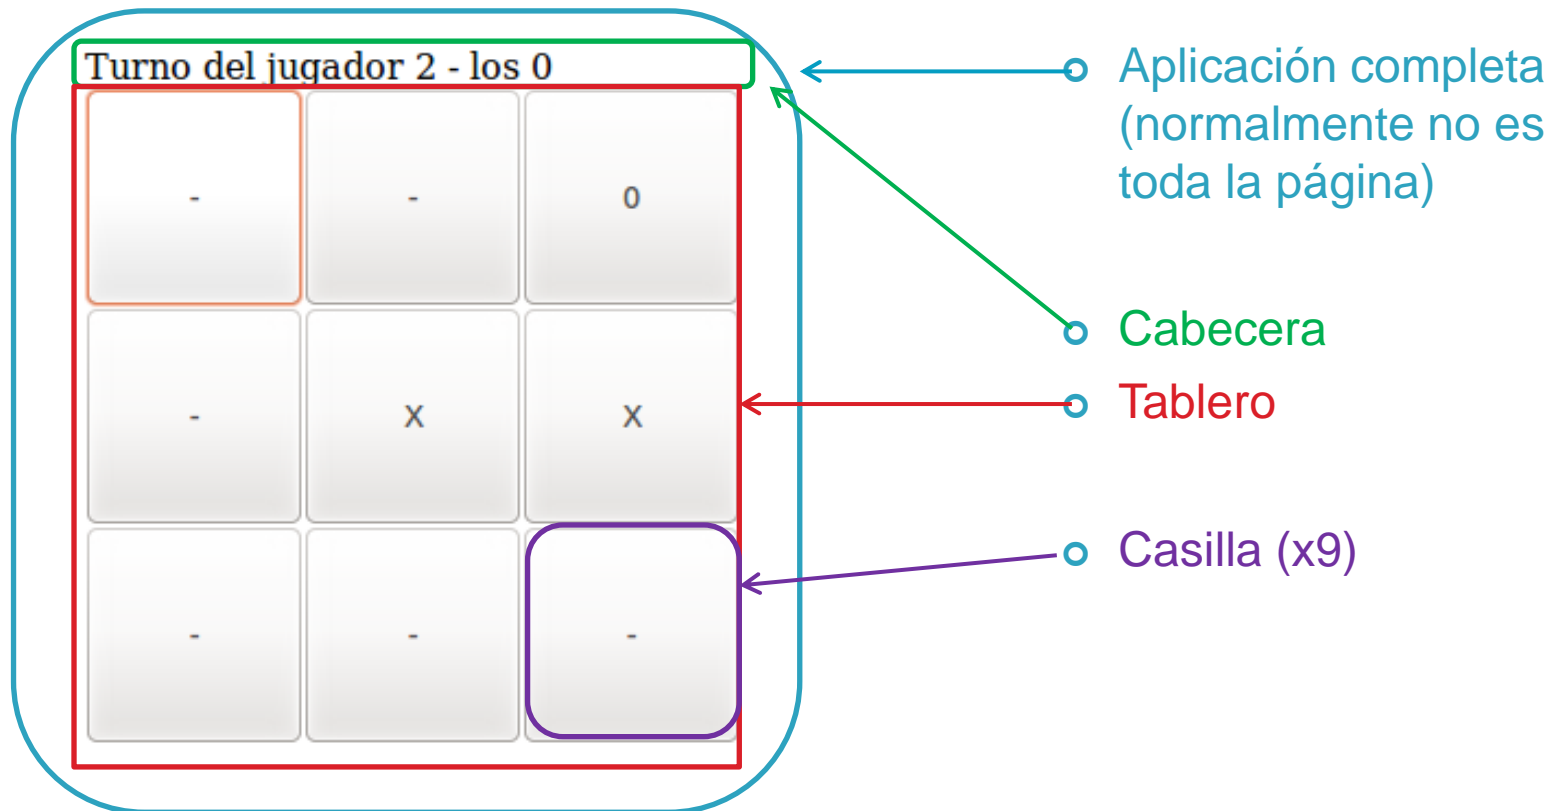 Turno del jugador 2 - los 0
- - 0
- X X
- - -
Aplicación completa
(normalmente no es
toda la página)
Cabecera
Tablero
Casilla (x9)